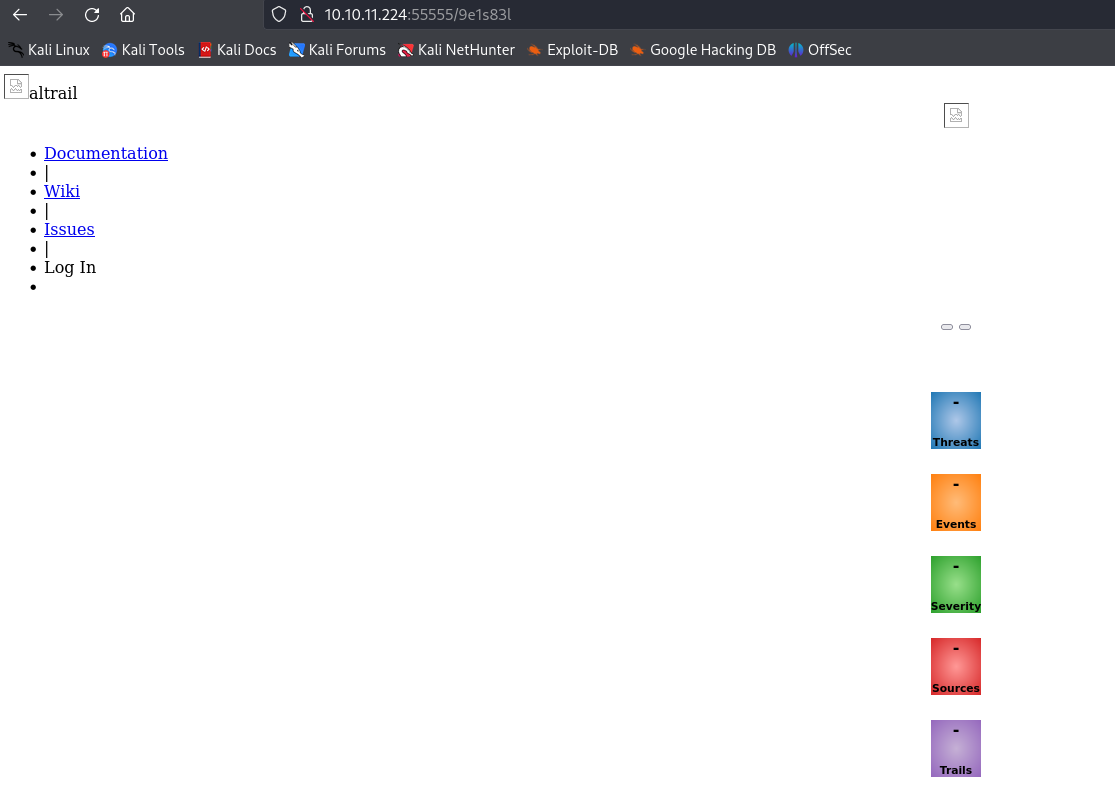 10.10.11.224:55555/9e1s83l
Kali Linux Kali Tools Kali Docs Kali Forums Kali NetHunter Exploit-DB Google Hacking DB OffSec
altrail
Documentation
|
Wiki
|
Issues
|
Log In
-
Threats
-
Events
-
Severity
-
Sources
-
Trails